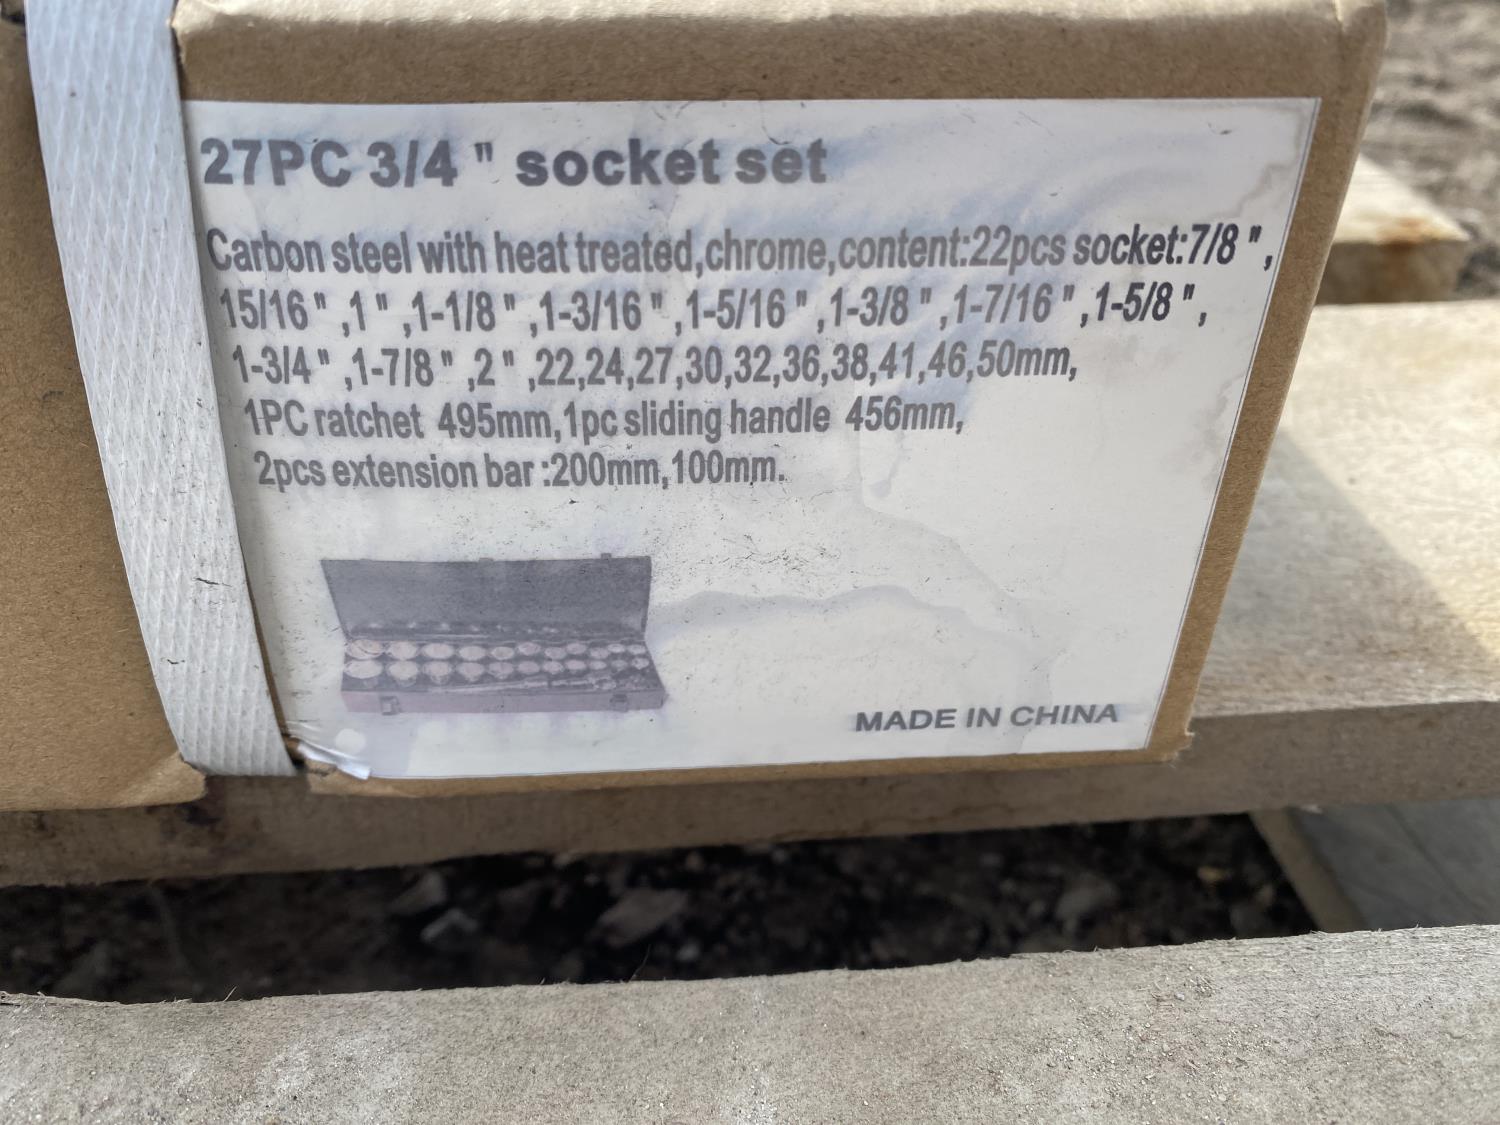 27PC 3/4 " socket set
Carbon steel with heat treated,chrome,content:22pcs socket:7/8 ",
15/16 " ,1 " ,1-1/8 " ,1-3/16 " ,1-5/16 " ,1-3/8 " ,1-7/16 " ,1-5/8 ",
1-3/4 " ,1-7/8 " ,2 " ,22,24,27,30,32,36,38,41,46,50mm,
1PC ratchet 495mm,1pc sliding handle 456mm,
2pcs extension bar :200mm,100mm.
MADE IN CHINA